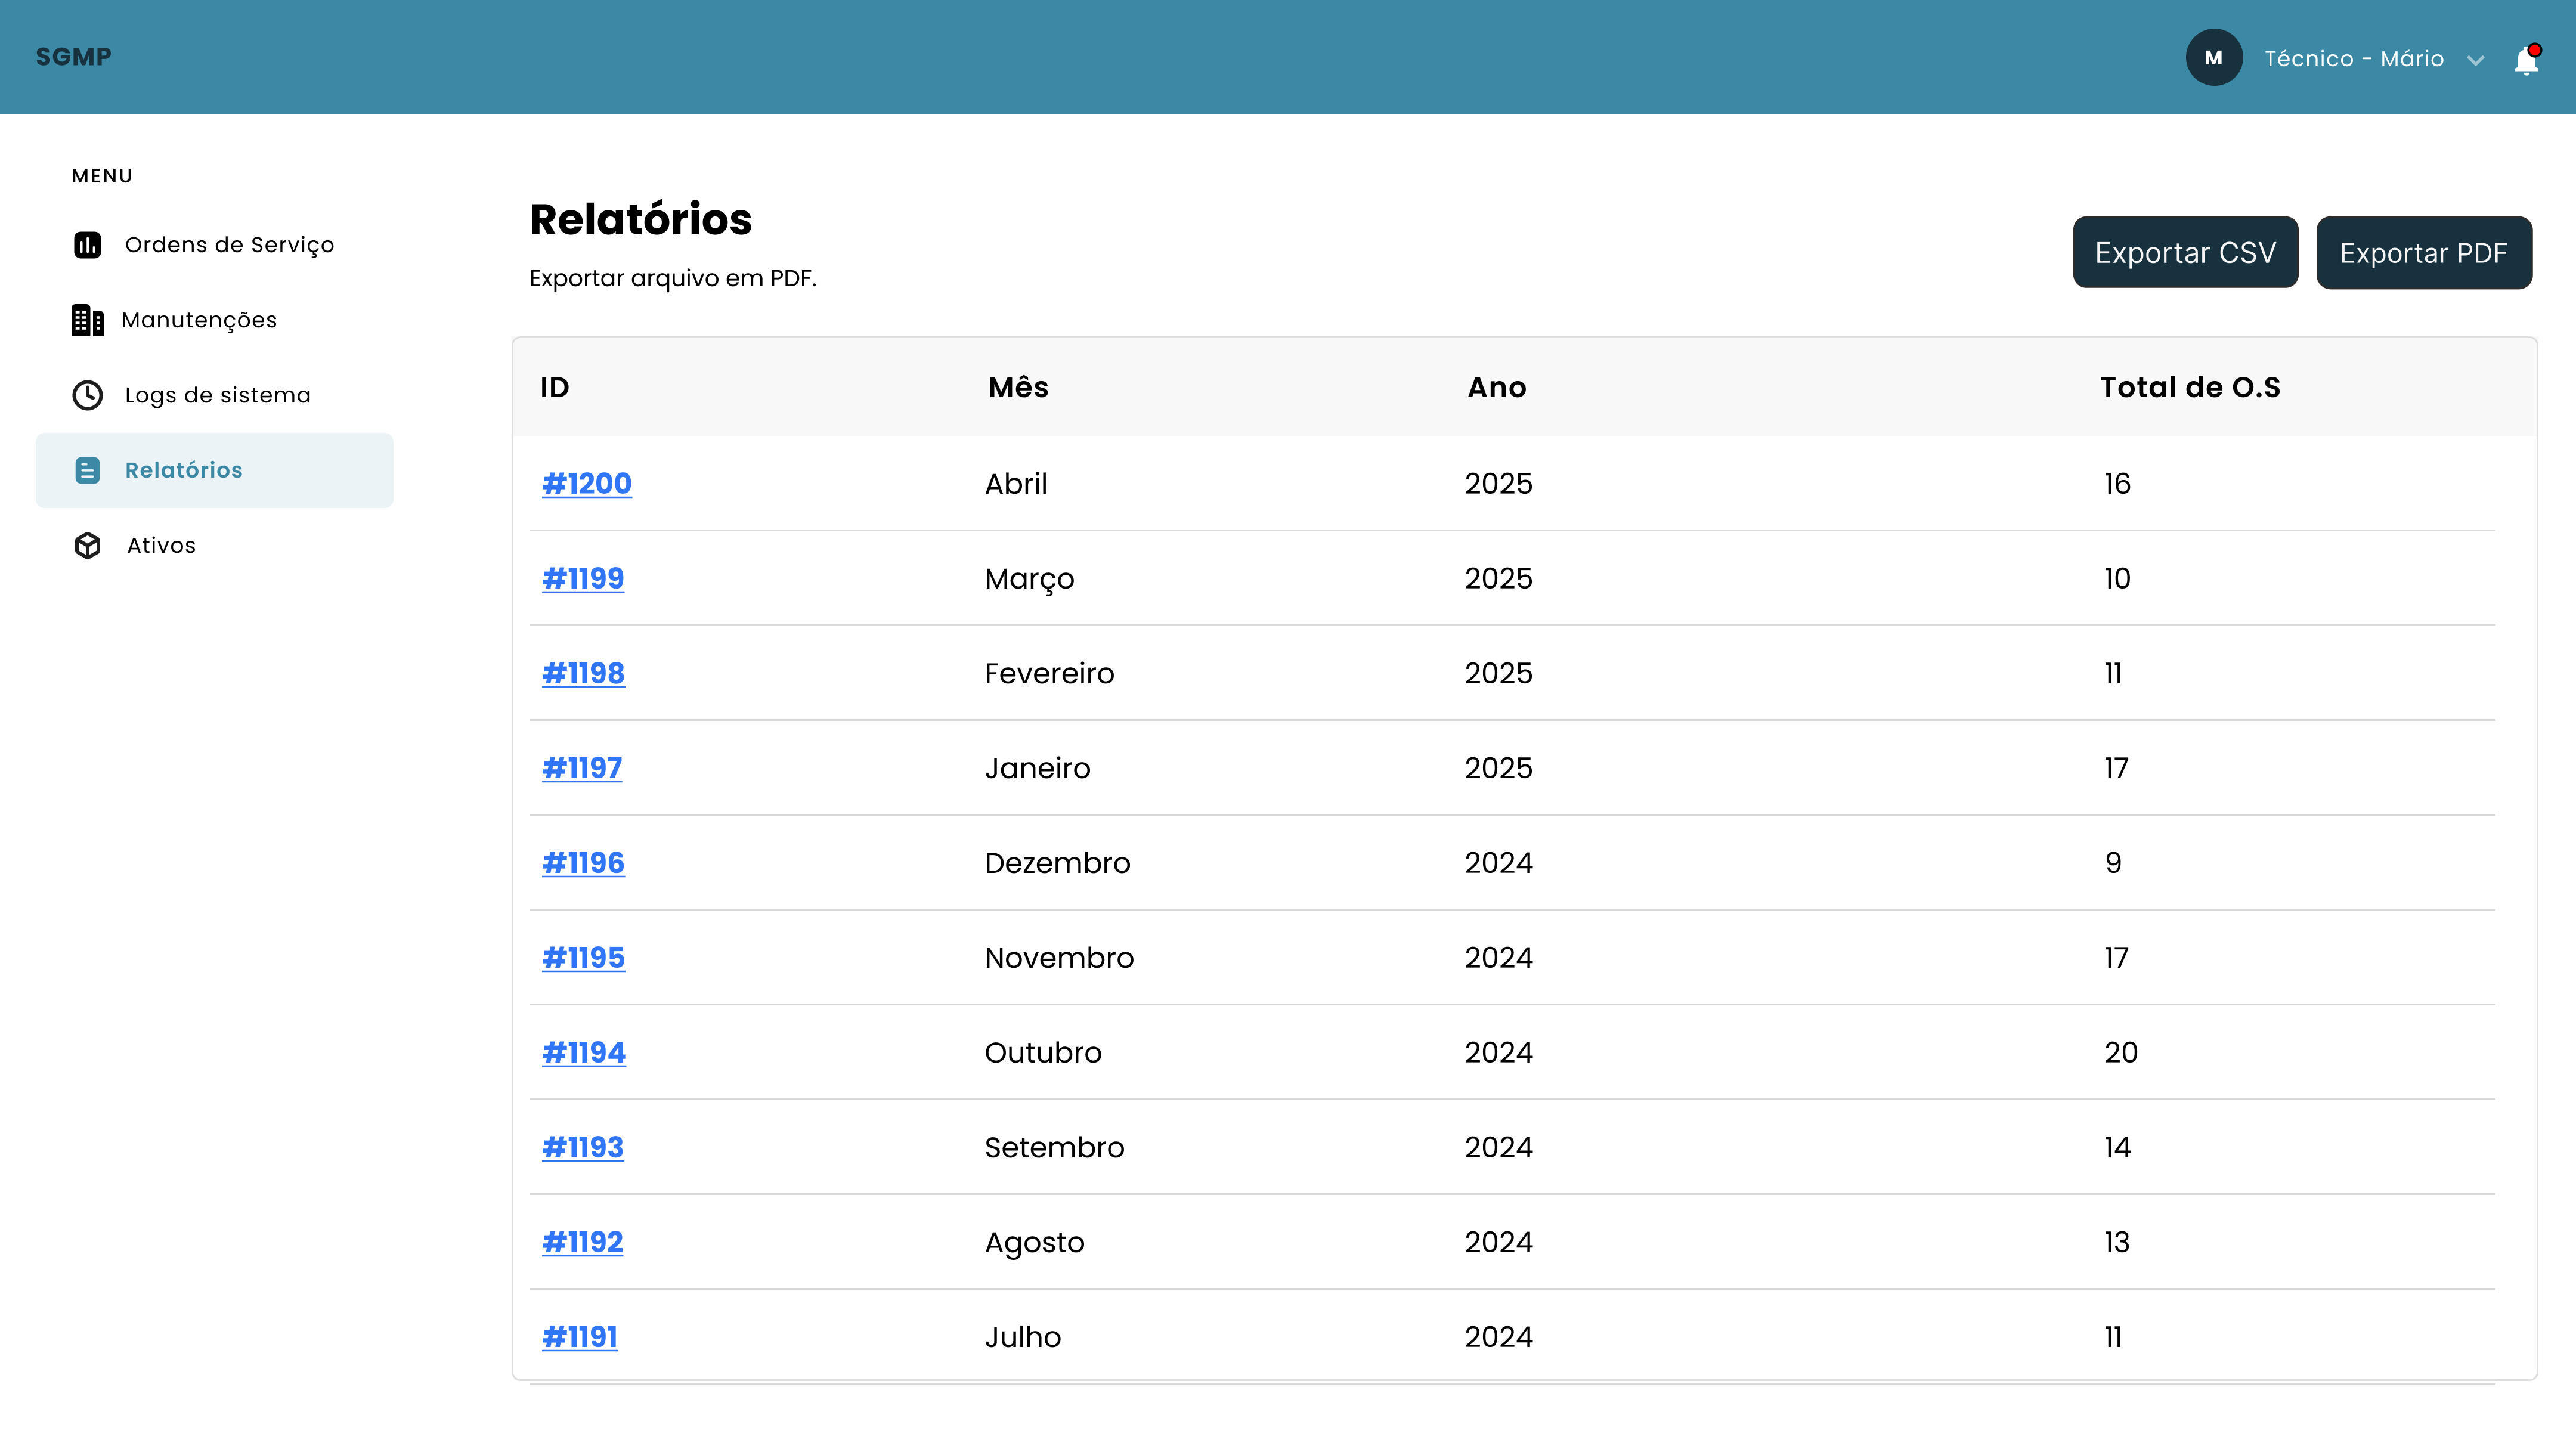 SGMP
M Técnico - Mário
MENU
Ordens de Serviço
Manutenções
Logs de sistema
Relatórios
Ativos
Relatórios
Exportar arquivo em PDF.
Exportar CSV Exportar PDF
ID Mês Ano Total de O.S
#1200 Abril 2025 16
#1199 Março 2025 10
#1198 Fevereiro 2025 11
#1197 Janeiro 2025 17
#1196 Dezembro 2024 9
#1195 Novembro 2024 17
#1194 Outubro 2024 20
#1193 Setembro 2024 14
#1192 Agosto 2024 13
#1191 Julho 2024 11